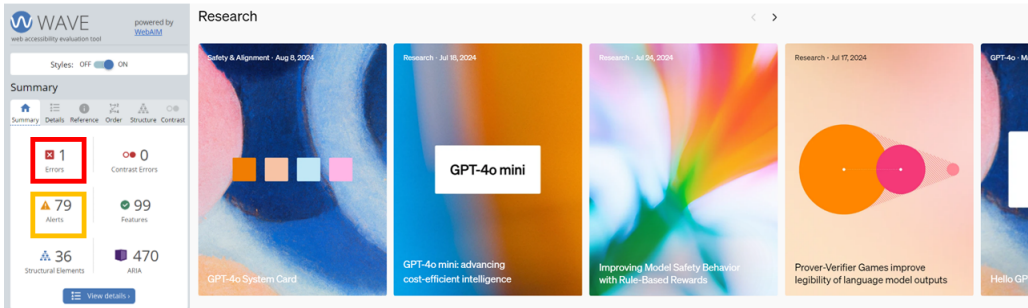 WAVE
powered by
WebAIM
web accessibility evaluation tool
Styles: OFF ON
Summary
Summary Details Reference Order Structure Contrast
1
Errors
0
Contrast Errors
79
Alerts
99
Features
36
Structural Elements
470
ARIA
View details ›
Research
Safety & Alignment · Aug 8, 2024
GPT-4o System Card
Research · Jul 18, 2024
GPT-4o mini
GPT-4o mini: advancing
cost-efficient intelligence
Research · Jul 24, 2024
Improving Model Safety Behavior
with Rule-Based Rewards
Research · Jul 17, 2024
Prover-Verifier Games improve
legibility of language model outputs
GPT-4o · M
Hello GP